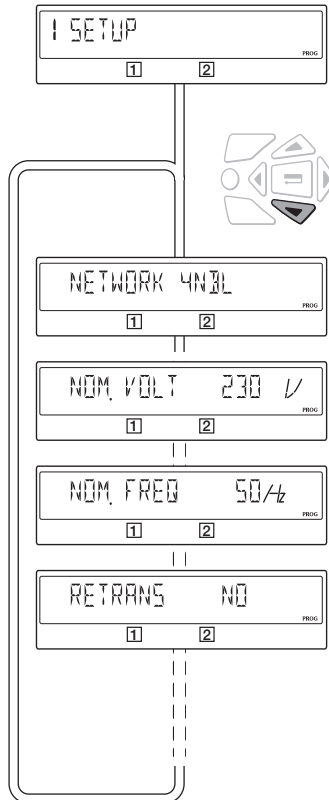 1 SETUP
PROG
1 2
NETWORK 4NBL
PROG
1 2
NOM. VOLT 230 V
PROG
1 2
NOM. FREQ 50Hz
PROG
1 2
RETRANS NO
PROG
1 2